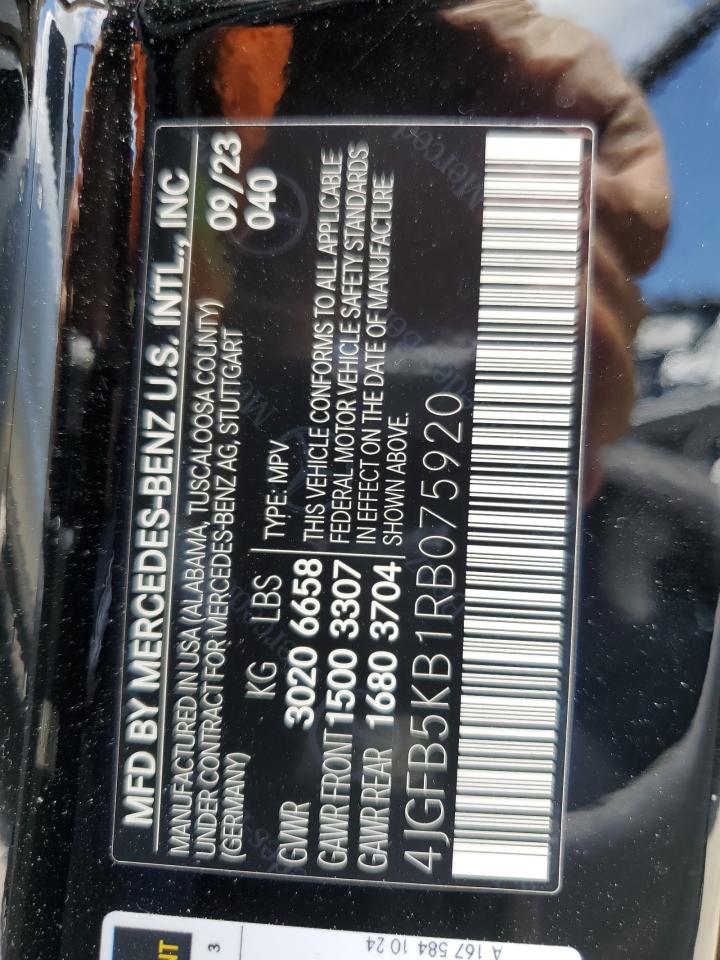 MFD BY MERCEDES-BENZ U.S. INTL., INC
MANUFACTURED IN USA (ALABAMA, TUSCALOOSA COUNTY)
UNDER CONTRACT FOR MERCEDES-BENZ AG, STUTTGART
(GERMANY)
09/23
040
KG LBS
GVWR 3020 6658
GAWR FRONT 1500 3307
GAWR REAR 1680 3704
TYPE: MPV
THIS VEHICLE CONFORMS TO ALL APPLICABLE
FEDERAL MOTOR VEHICLE SAFETY STANDARDS
IN EFFECT ON THE DATE OF MANUFACTURE
SHOWN ABOVE.
4JGFB5KB1RB075920
3
A 167 584 10 24